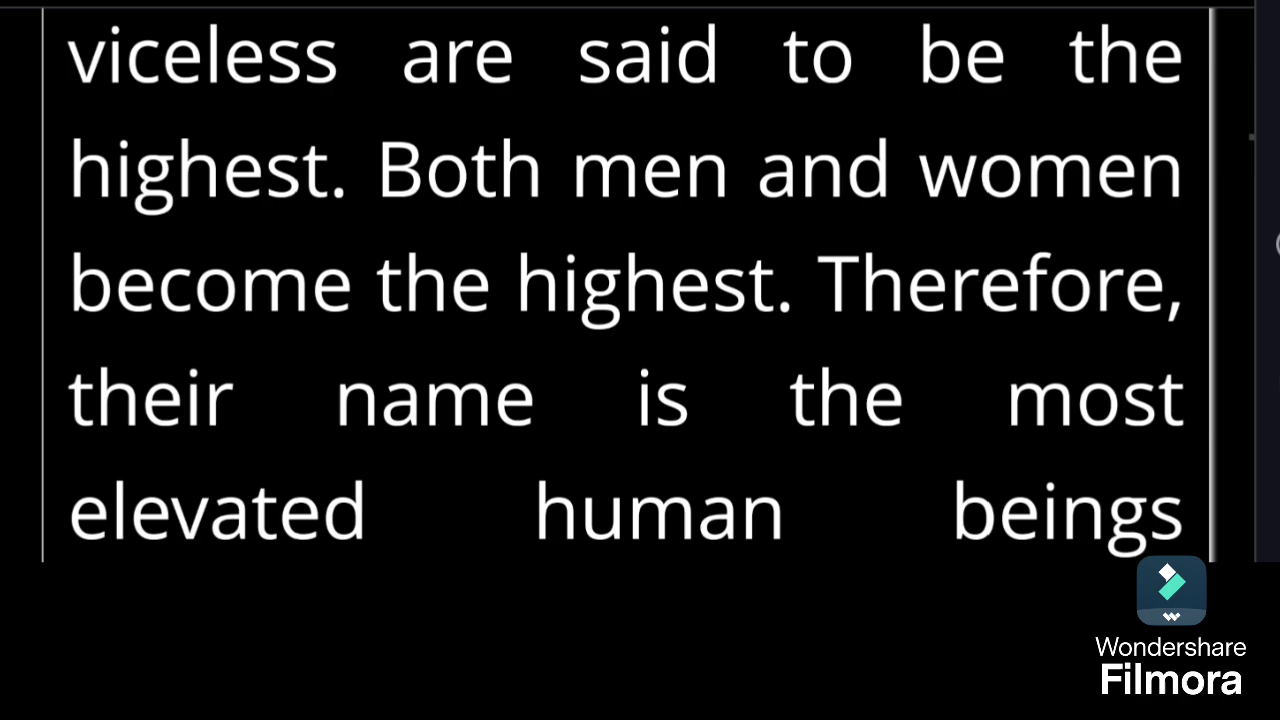 viceless are said to be the
highest. Both men and women
become the highest. Therefore,
their name is the most
elevated human beings
Wondershare
Filmora